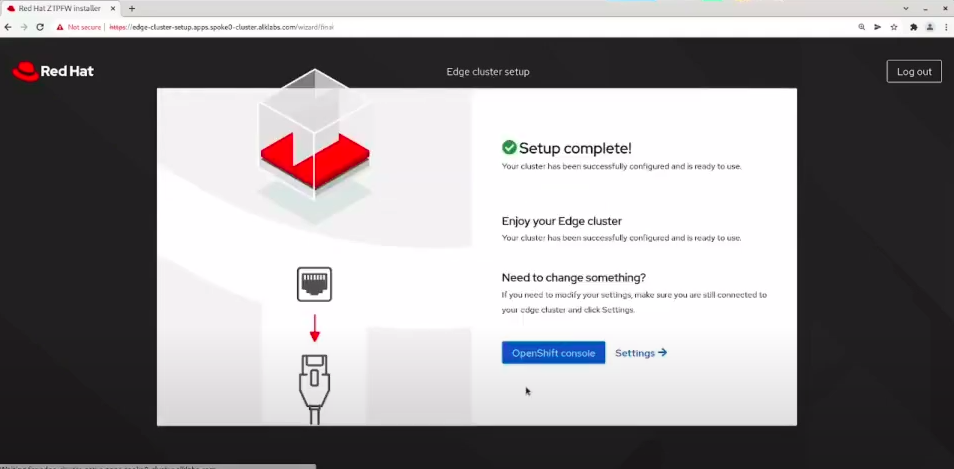 Red Hat ZTPFW installer
Not secure
https://edge-cluster-setup.apps.spoke0-cluster.alklabs.com/wizard/final
Red Hat
Edge cluster setup
Log out
Setup complete!
Your cluster has been successfully configured and is ready to use.
Enjoy your Edge cluster
Your cluster has been successfully configured and is ready to use.
Need to change something?
If you need to modify your settings, make sure you are still connected to
your edge cluster and click Settings.
OpenShift console
Settings